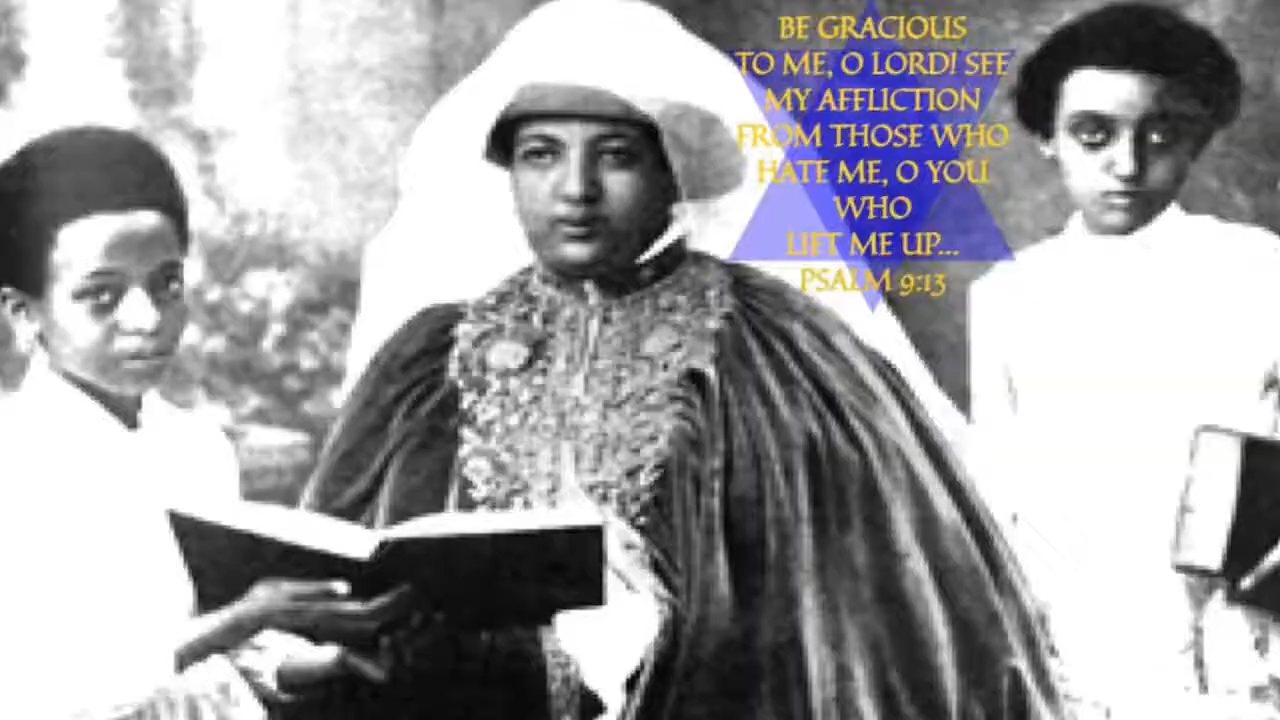 BE GRACIOUS
TO ME, O LORD! SEE
MY AFFLICTION
FROM THOSE WHO
HATE ME, O YOU
WHO
LIFT ME UP...
PSALM 9:13